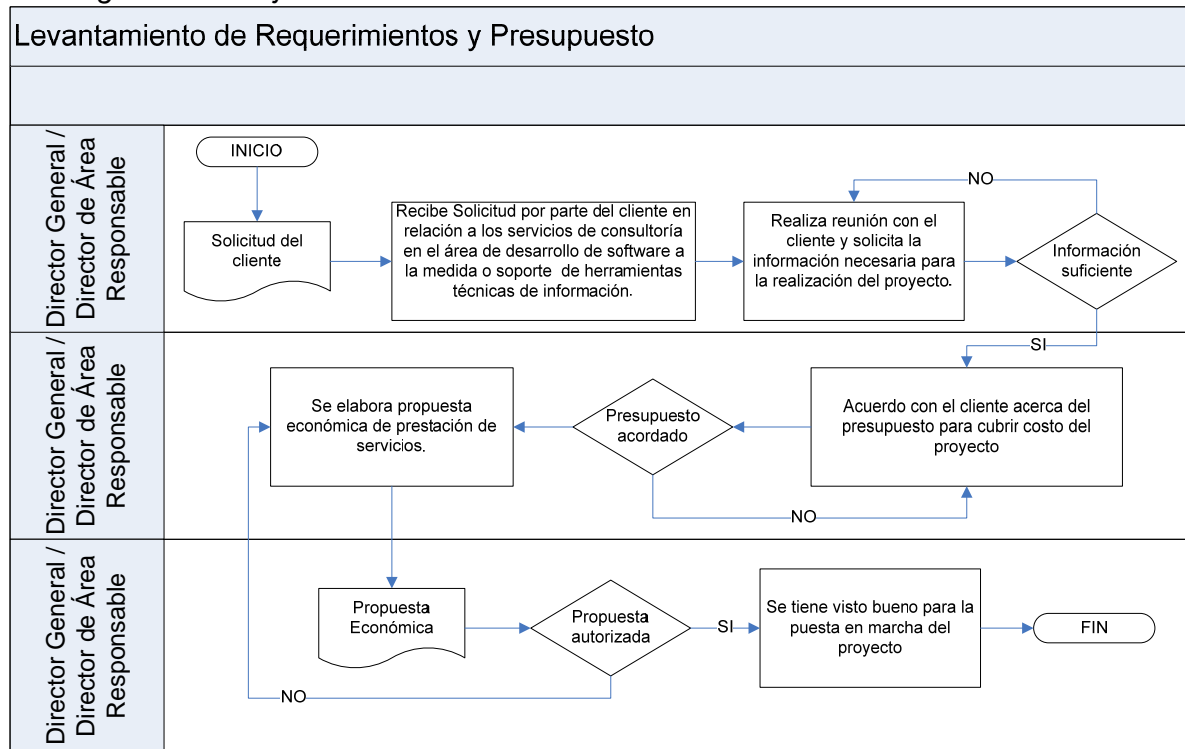 Levantamiento de Requerimientos y Presupuesto
Director General /
Director de Área
Responsable
INICIO
Solicitud del
cliente
Recibe Solicitud por parte del cliente en
relación a los servicios de consultoría
en el área de desarrollo de software a
la medida o soporte de herramientas
técnicas de información.
Realiza reunión con el
cliente y solicita la
información necesaria para
la realización del proyecto.
NO
Información
suficiente
SI
Director General /
Director de Área
Responsable
Se elabora propuesta
económica de prestación de
servicios.
Presupuesto
acordado
Acuerdo con el cliente acerca del
presupuesto para cubrir costo del
proyecto
NO
Director General /
Director de Área
Responsable
Propuesta
Económica
Propuesta
autorizada
SI
Se tiene visto bueno para la
puesta en marcha del
proyecto
FIN
NO